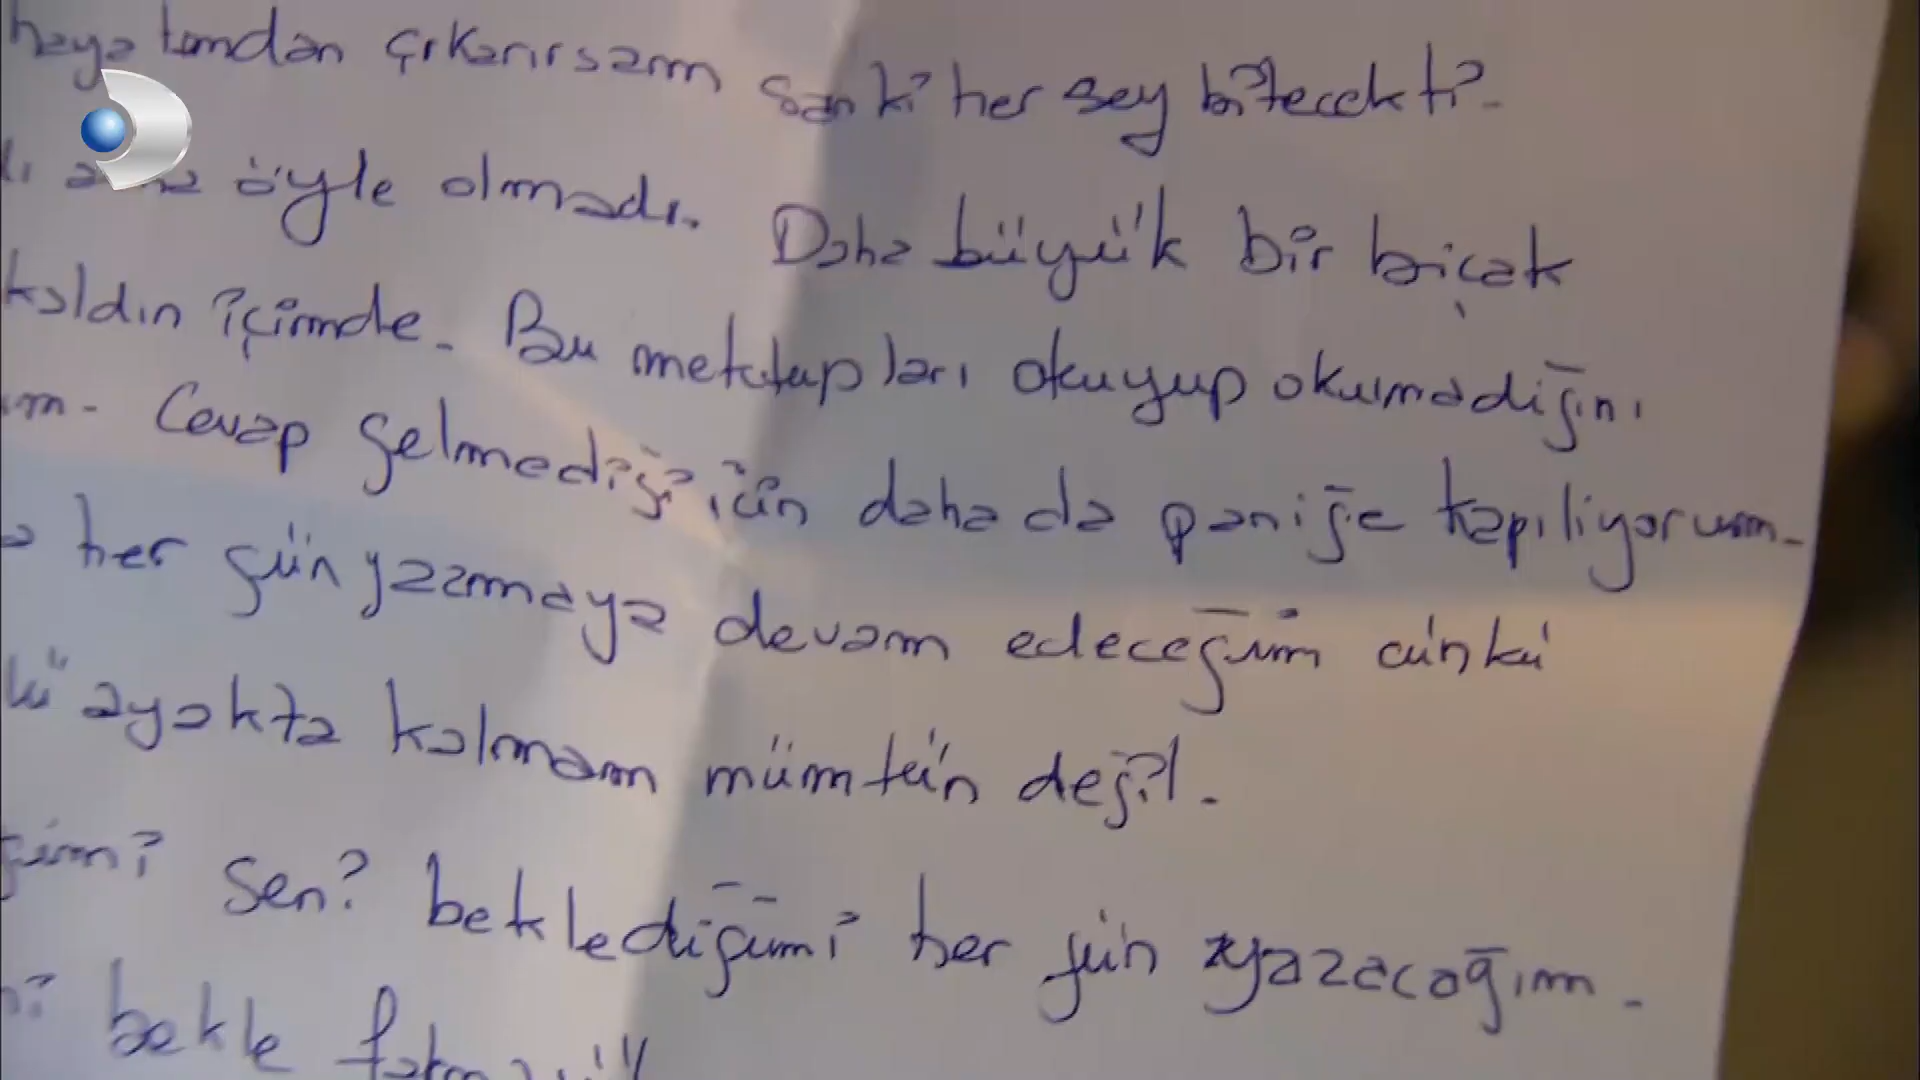 hayatımdan çıkarırsam sanki her şey bitecekti.
ama öyle olmadı. Daha büyük bir bıçak
kaldın içimde. Bu mektupları okuyup okumadığını
Cevap gelmediği için daha da paniğe kapılıyorum.
her gün yazmaya devam edeceğim çünkü
ayakta kalmam mümkün değil.
sen? beklediğimi her gün yazacağım.
bekle